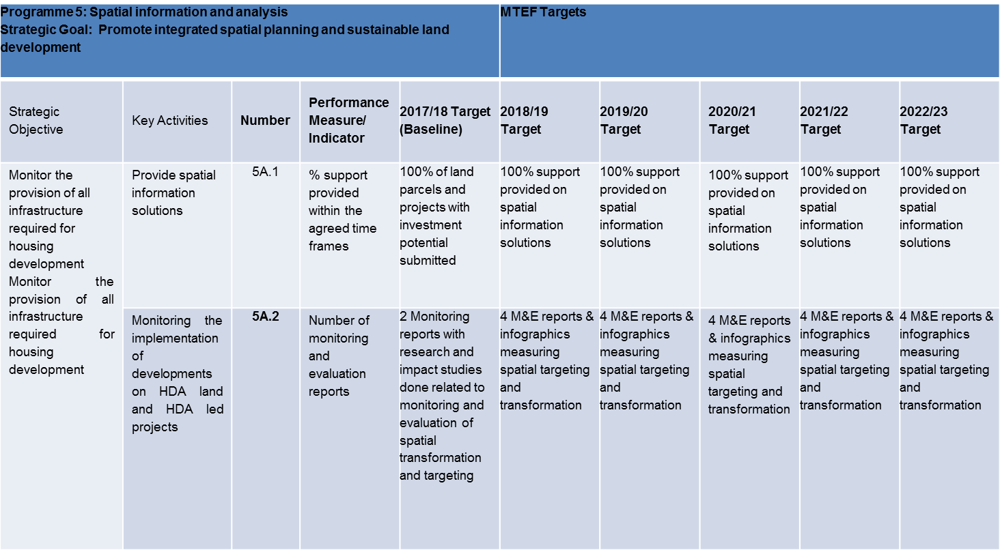 Programme 5: Spatial information and analysis
Strategic Goal: Promote integrated spatial planning and sustainable land
development
MTEF Targets
Strategic
Objective
Key Activities
Number
Performance
Measure/
Indicator
2017/18 Target
(Baseline)
2018/19
Target
2019/20
Target
2020/21
Target
2021/22
Target
2022/23
Target
Monitor the
provision of all
infrastructure
required for
housing
development
Monitor the
provision of all
infrastructure
required for
housing
development
Provide spatial
information
solutions
5A.1
% support
provided
within the
agreed time
frames
100% of land
parcels and
projects with
investment
potential
submitted
100% support
provided on
spatial
information
solutions
100% support
provided on
spatial
information
solutions
100% support
provided on
spatial
information
solutions
100% support
provided on
spatial
information
solutions
100% support
provided on
spatial
information
solutions
Monitoring the
implementation
of
developments
on HDA land
and HDA led
projects
5A.2
Number of
monitoring
and
evaluation
reports
2 Monitoring
reports with
research and
impact studies
done related to
monitoring and
evaluation of
spatial
transformation
and targeting
4 M&E reports &
infographics
measuring
spatial targeting
and
transformation
4 M&E reports &
infographics
measuring
spatial targeting
and
transformation
4 M&E reports
& infographics
measuring
spatial
targeting and
transformation
4 M&E reports &
infographics
measuring
spatial targeting
and
transformation
4 M&E reports &
infographics
measuring
spatial targeting
and
transformation